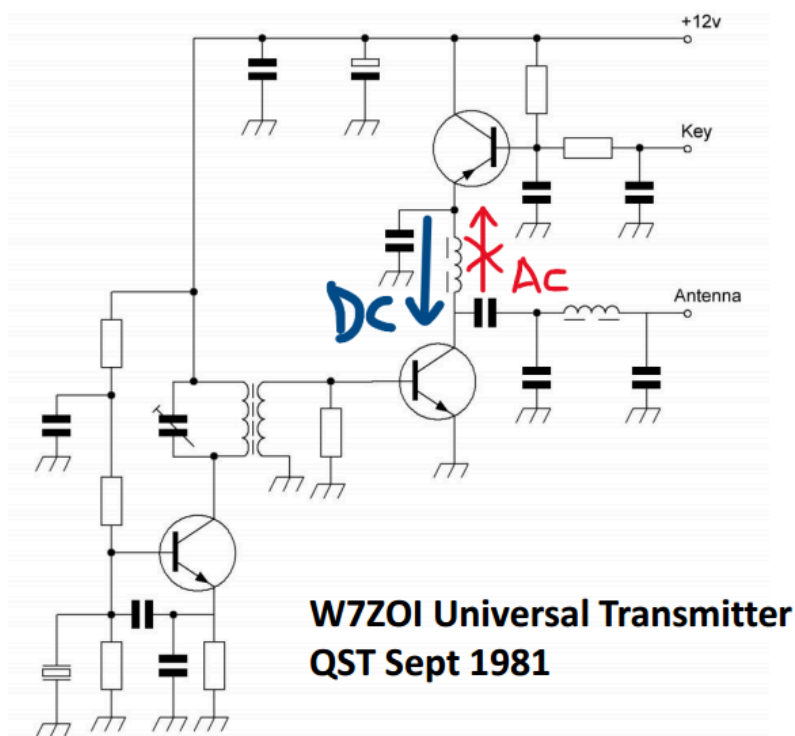 +12v
Key
DC
AC
Antenna
W7ZOI Universal Transmitter
QST Sept 1981